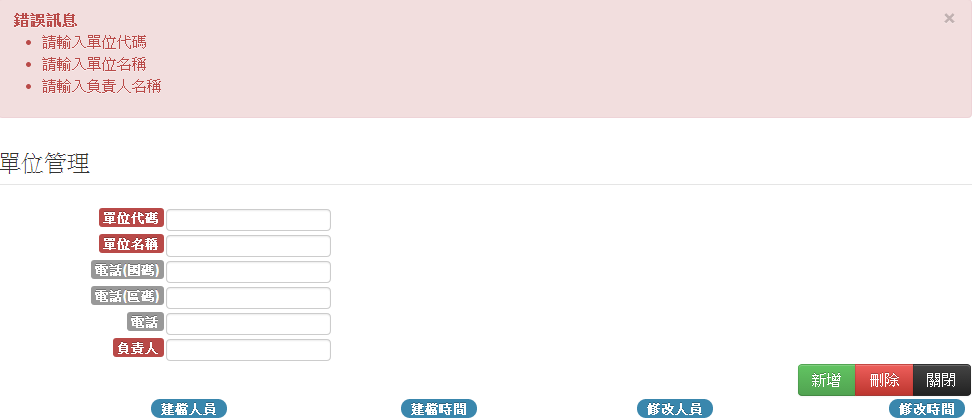 錯誤訊息 ×
請輸入單位代碼
請輸入單位名稱
請輸入負責人名稱
單位管理
單位代碼
單位名稱
電話(國碼)
電話(區碼)
電話
負責人
新增 刪除 關閉
建檔人員 建檔時間 修改人員 修改時間